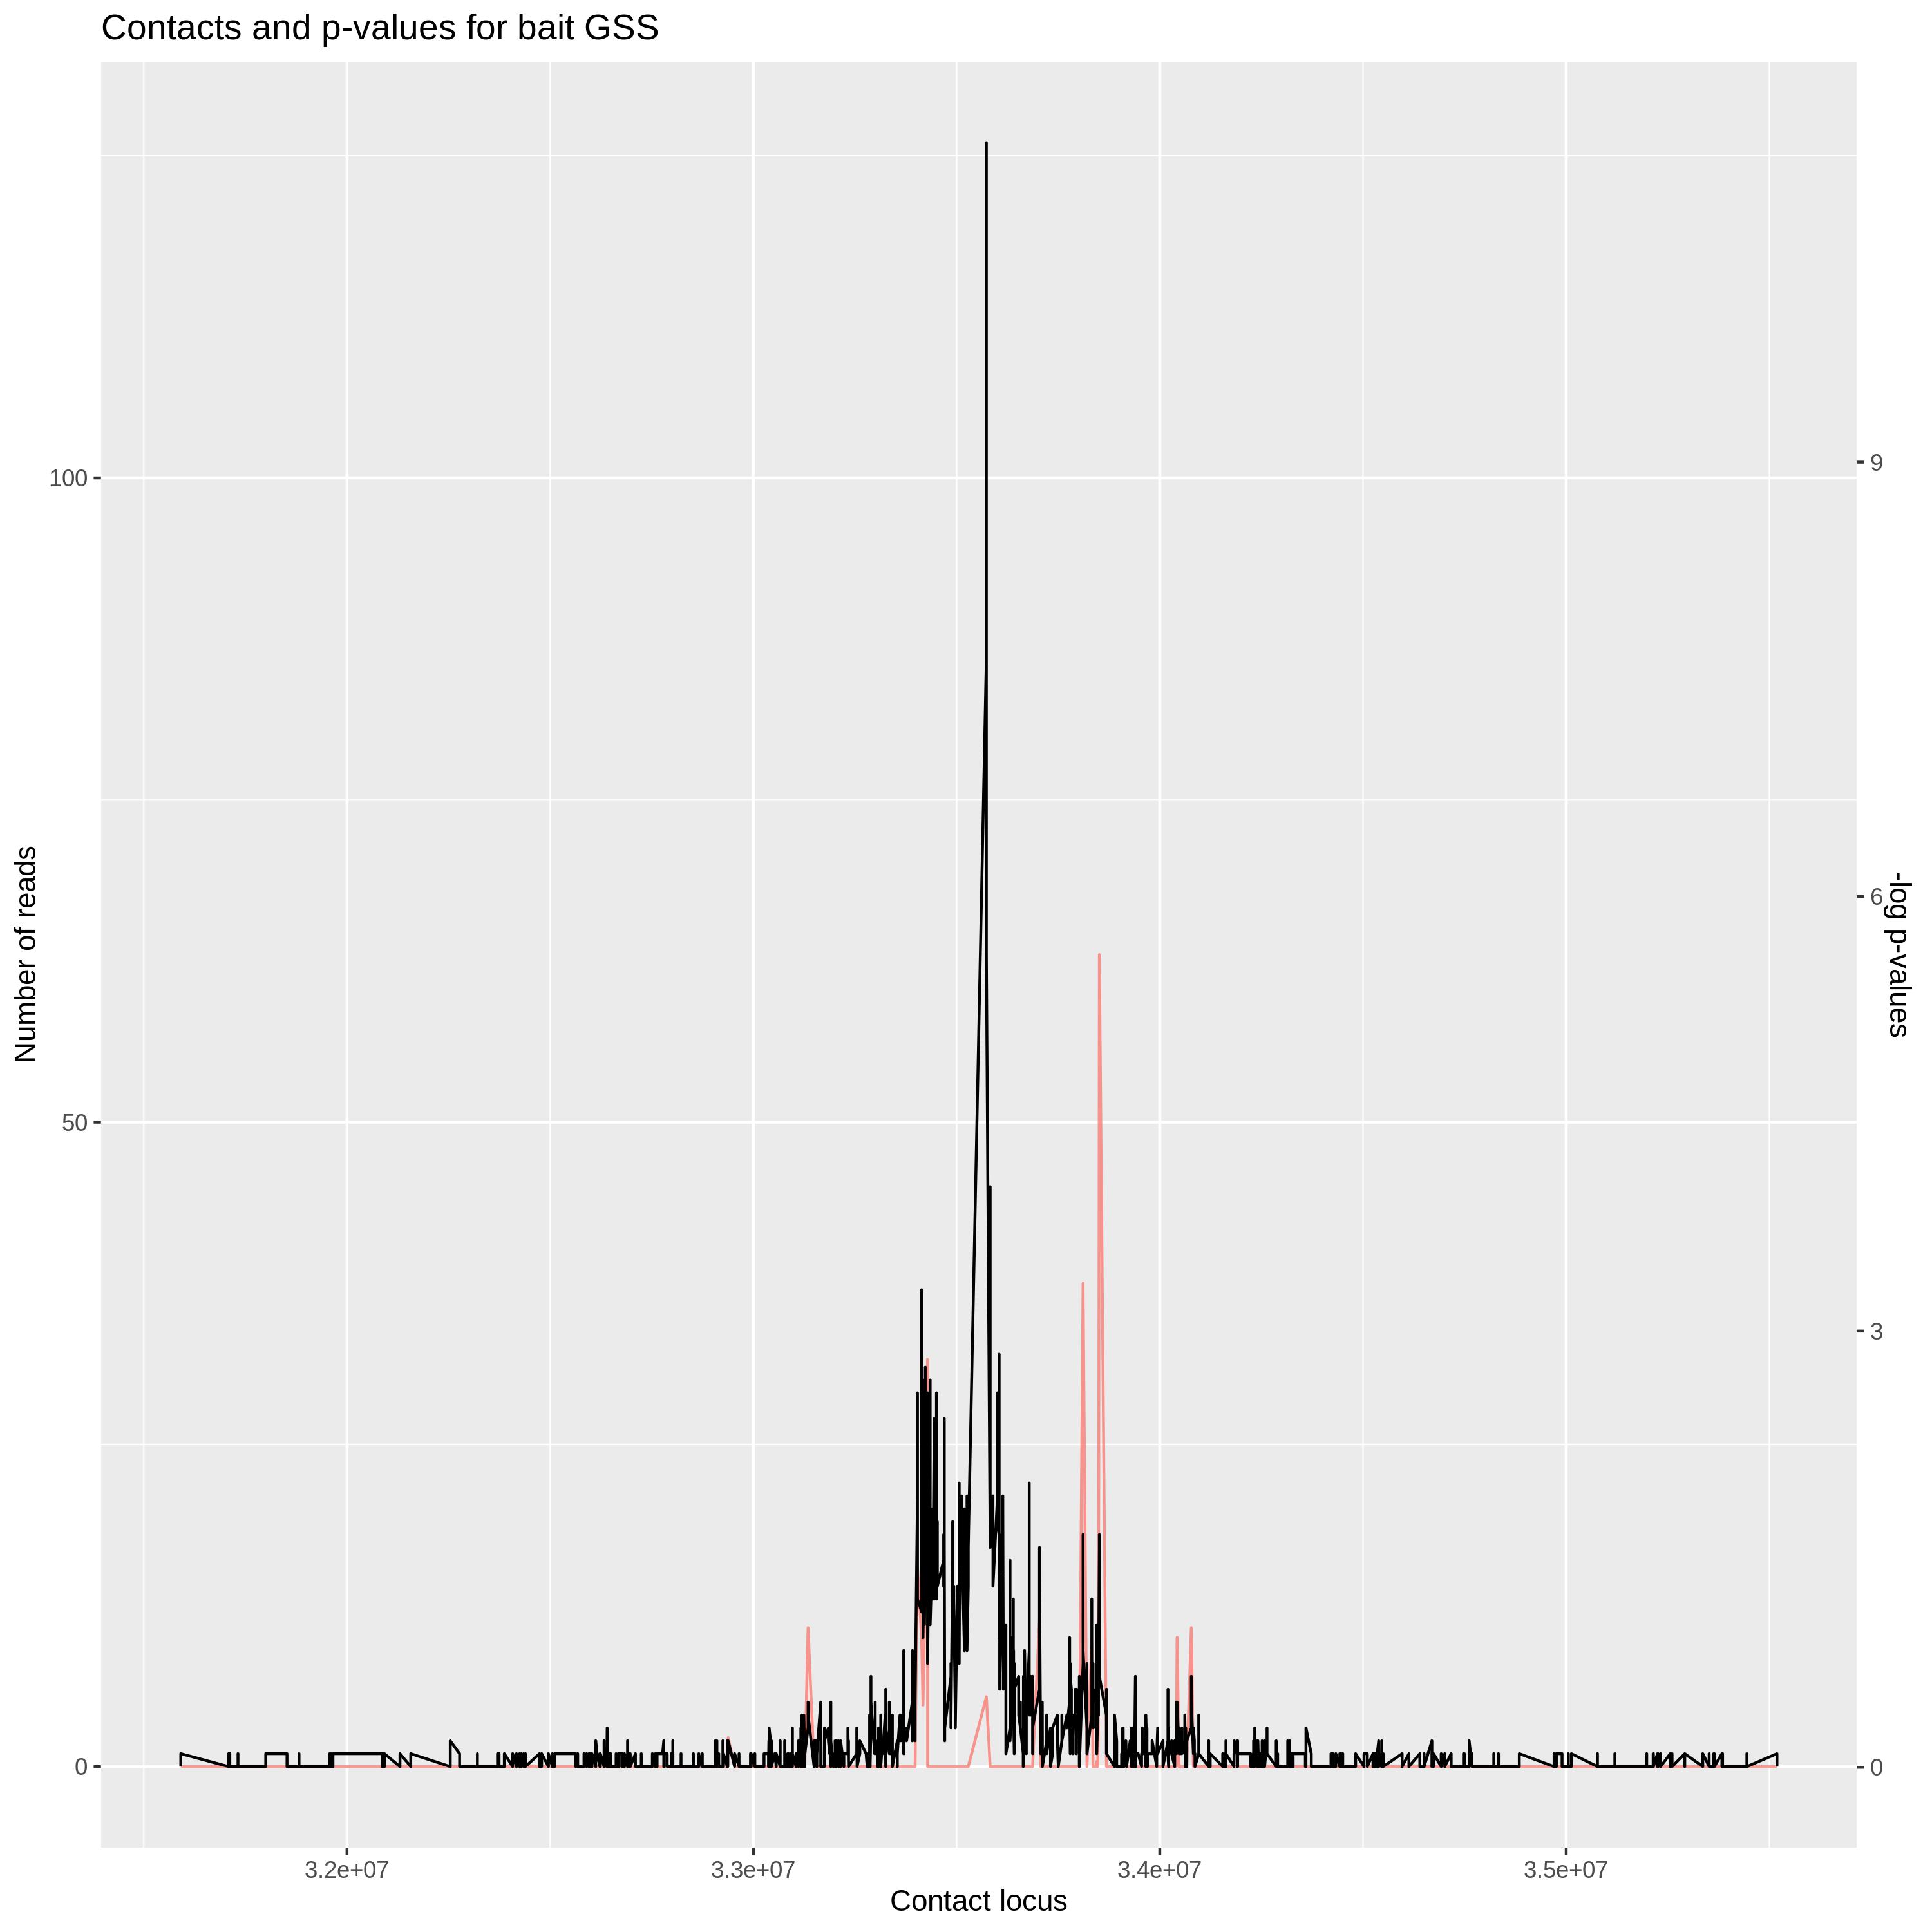 Contacts and p-values for bait GSS
Number of reads
100
50
0
9
6
3
0
-log p-values
3.2e+07
3.3e+07
3.4e+07
3.5e+07
Contact locus